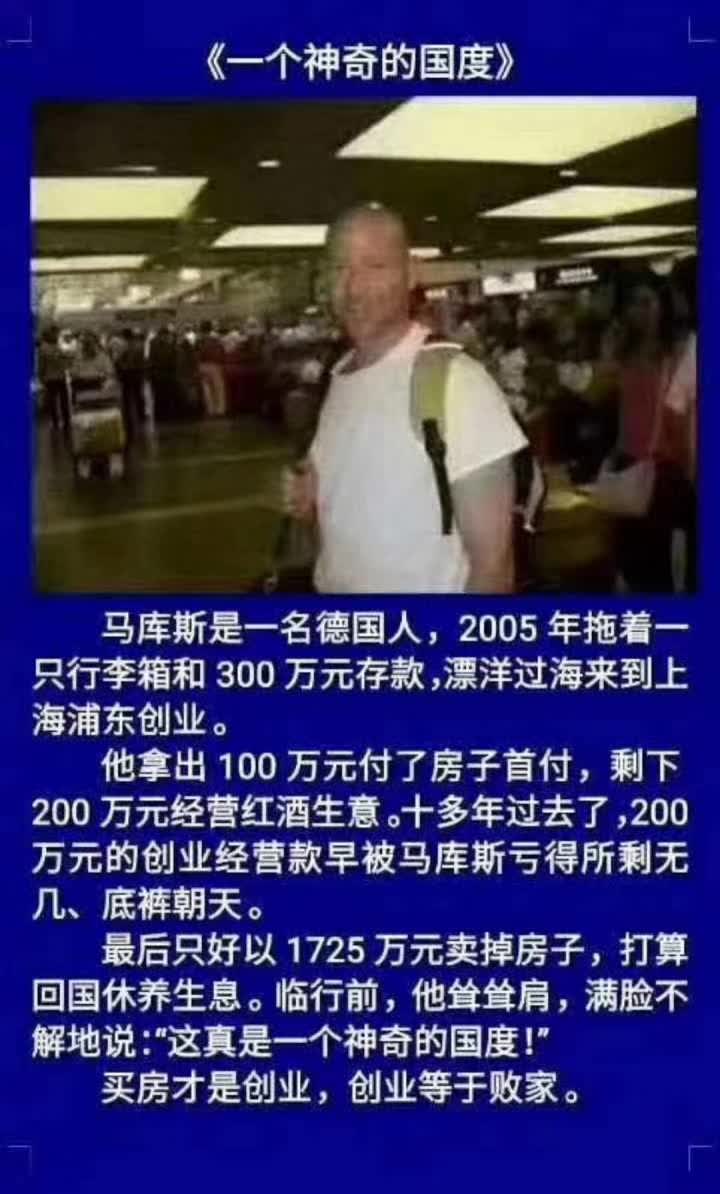 《一个神奇的国度》
马库斯是一名德国人，2005 年拖着一
只行李箱和 300 万元存款，漂洋过海来到上
海浦东创业。
他拿出 100 万元付了房子首付，剩下
200 万元经营红酒生意。十多年过去了，200
万元的创业经营款早被马库斯亏得所剩无
几、底裤朝天。
最后只好以 1725 万元卖掉房子，打算
回国休养生息。临行前，他耸耸肩，满脸不
解地说：“这真是一个神奇的国度！”
买房才是创业，创业等于败家。